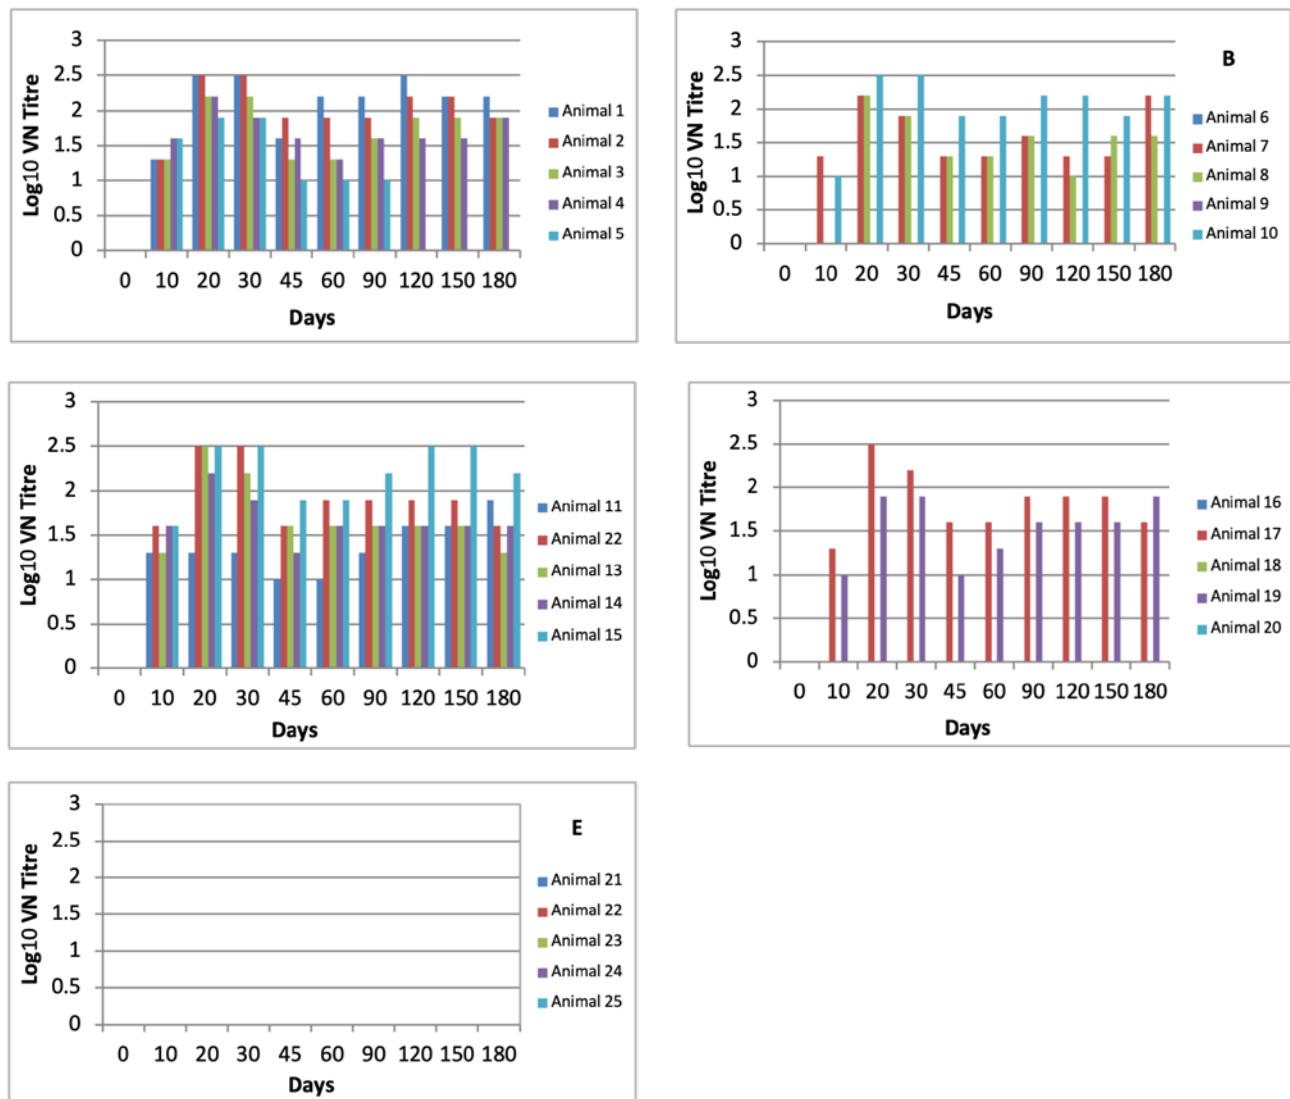 3
2.5
2
1.5
1
0.5
0
Log10 VN Titre
0 10 20 30 45 60 90 120 150 180
Days
Animal 1
Animal 2
Animal 3
Animal 4
Animal 5
3
2.5
2
1.5
1
0.5
0
Log10 VN Titre
0 10 20 30 45 60 90 120 150 180
Days
B
Animal 6
Animal 7
Animal 8
Animal 9
Animal 10
3
2.5
2
1.5
1
0.5
0
Log10 VN Titre
0 10 20 30 45 60 90 120 150 180
Days
Animal 11
Animal 22
Animal 13
Animal 14
Animal 15
3
2.5
2
1.5
1
0.5
0
Log10 VN Titre
0 10 20 30 45 60 90 120 150 180
Days
Animal 16
Animal 17
Animal 18
Animal 19
Animal 20
3
2.5
2
1.5
1
0.5
0
Log10 VN Titre
0 10 20 30 45 60 90 120 150 180
Days
E
Animal 21
Animal 22
Animal 23
Animal 24
Animal 25